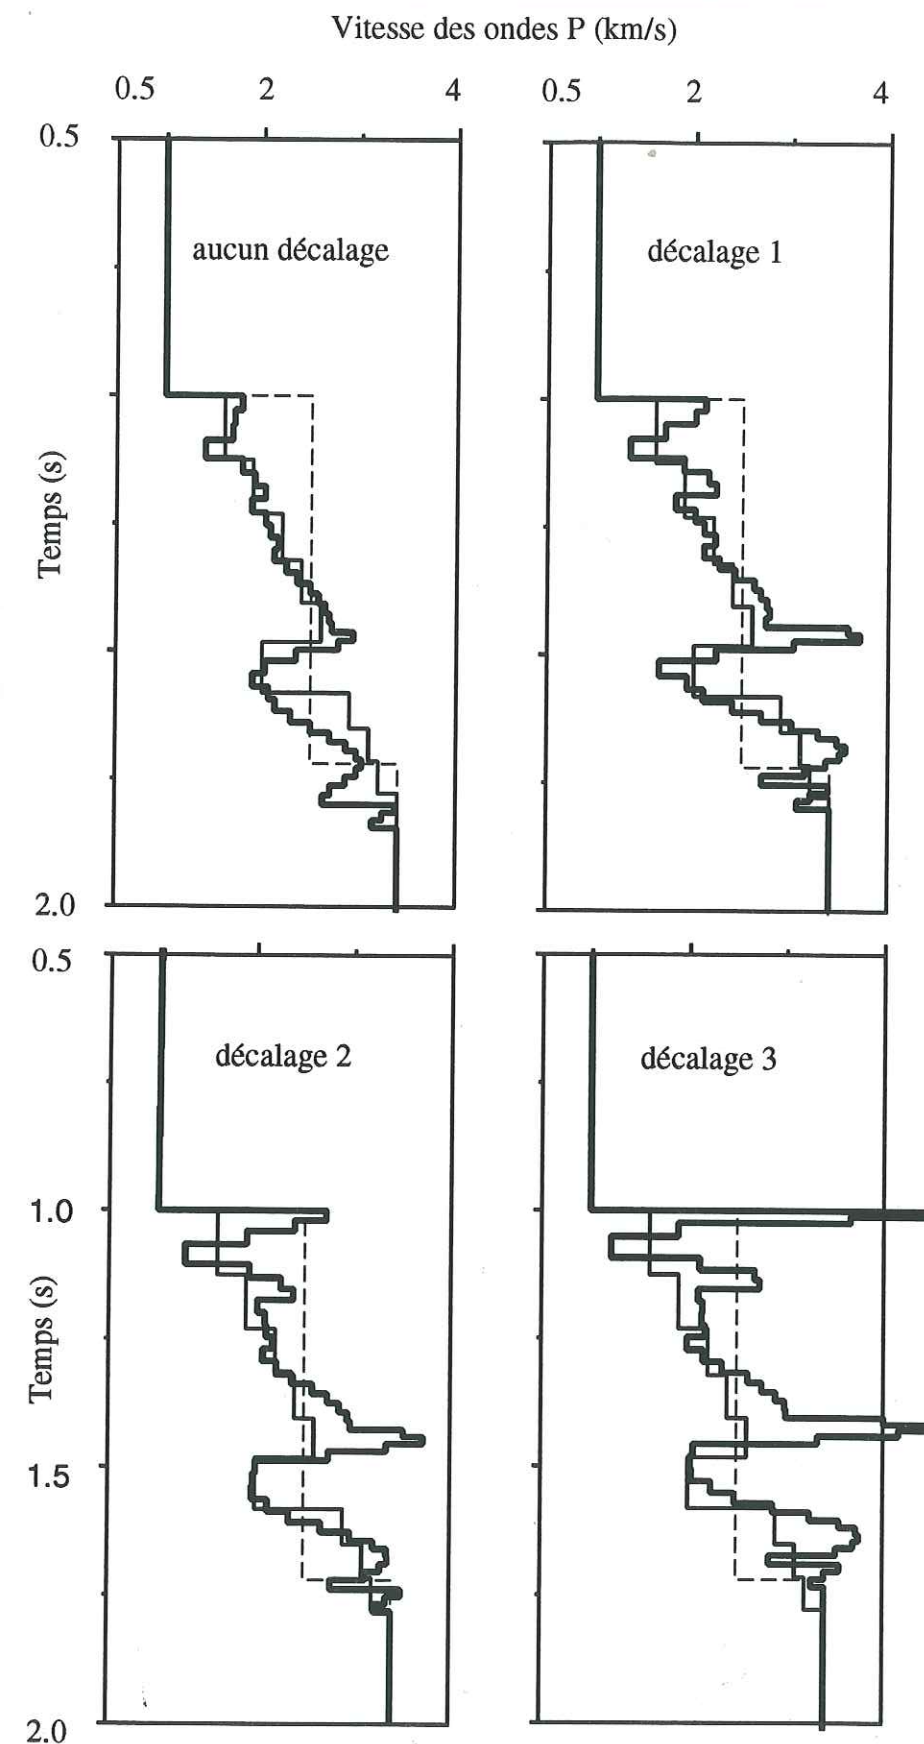 Vitesse des ondes P (km/s)
0.5 2 4 0.5 2 4
0.5
aucun décalage décalage 1
Temps (s)
2.0
0.5
décalage 2 décalage 3
1.0
Temps (s)
1.5
2.0